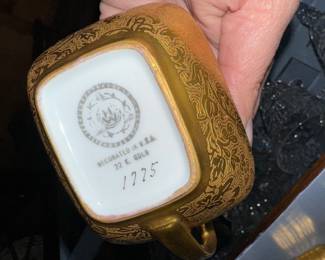 DECORATED IN U.S.A.
22 K. GOLD
1775